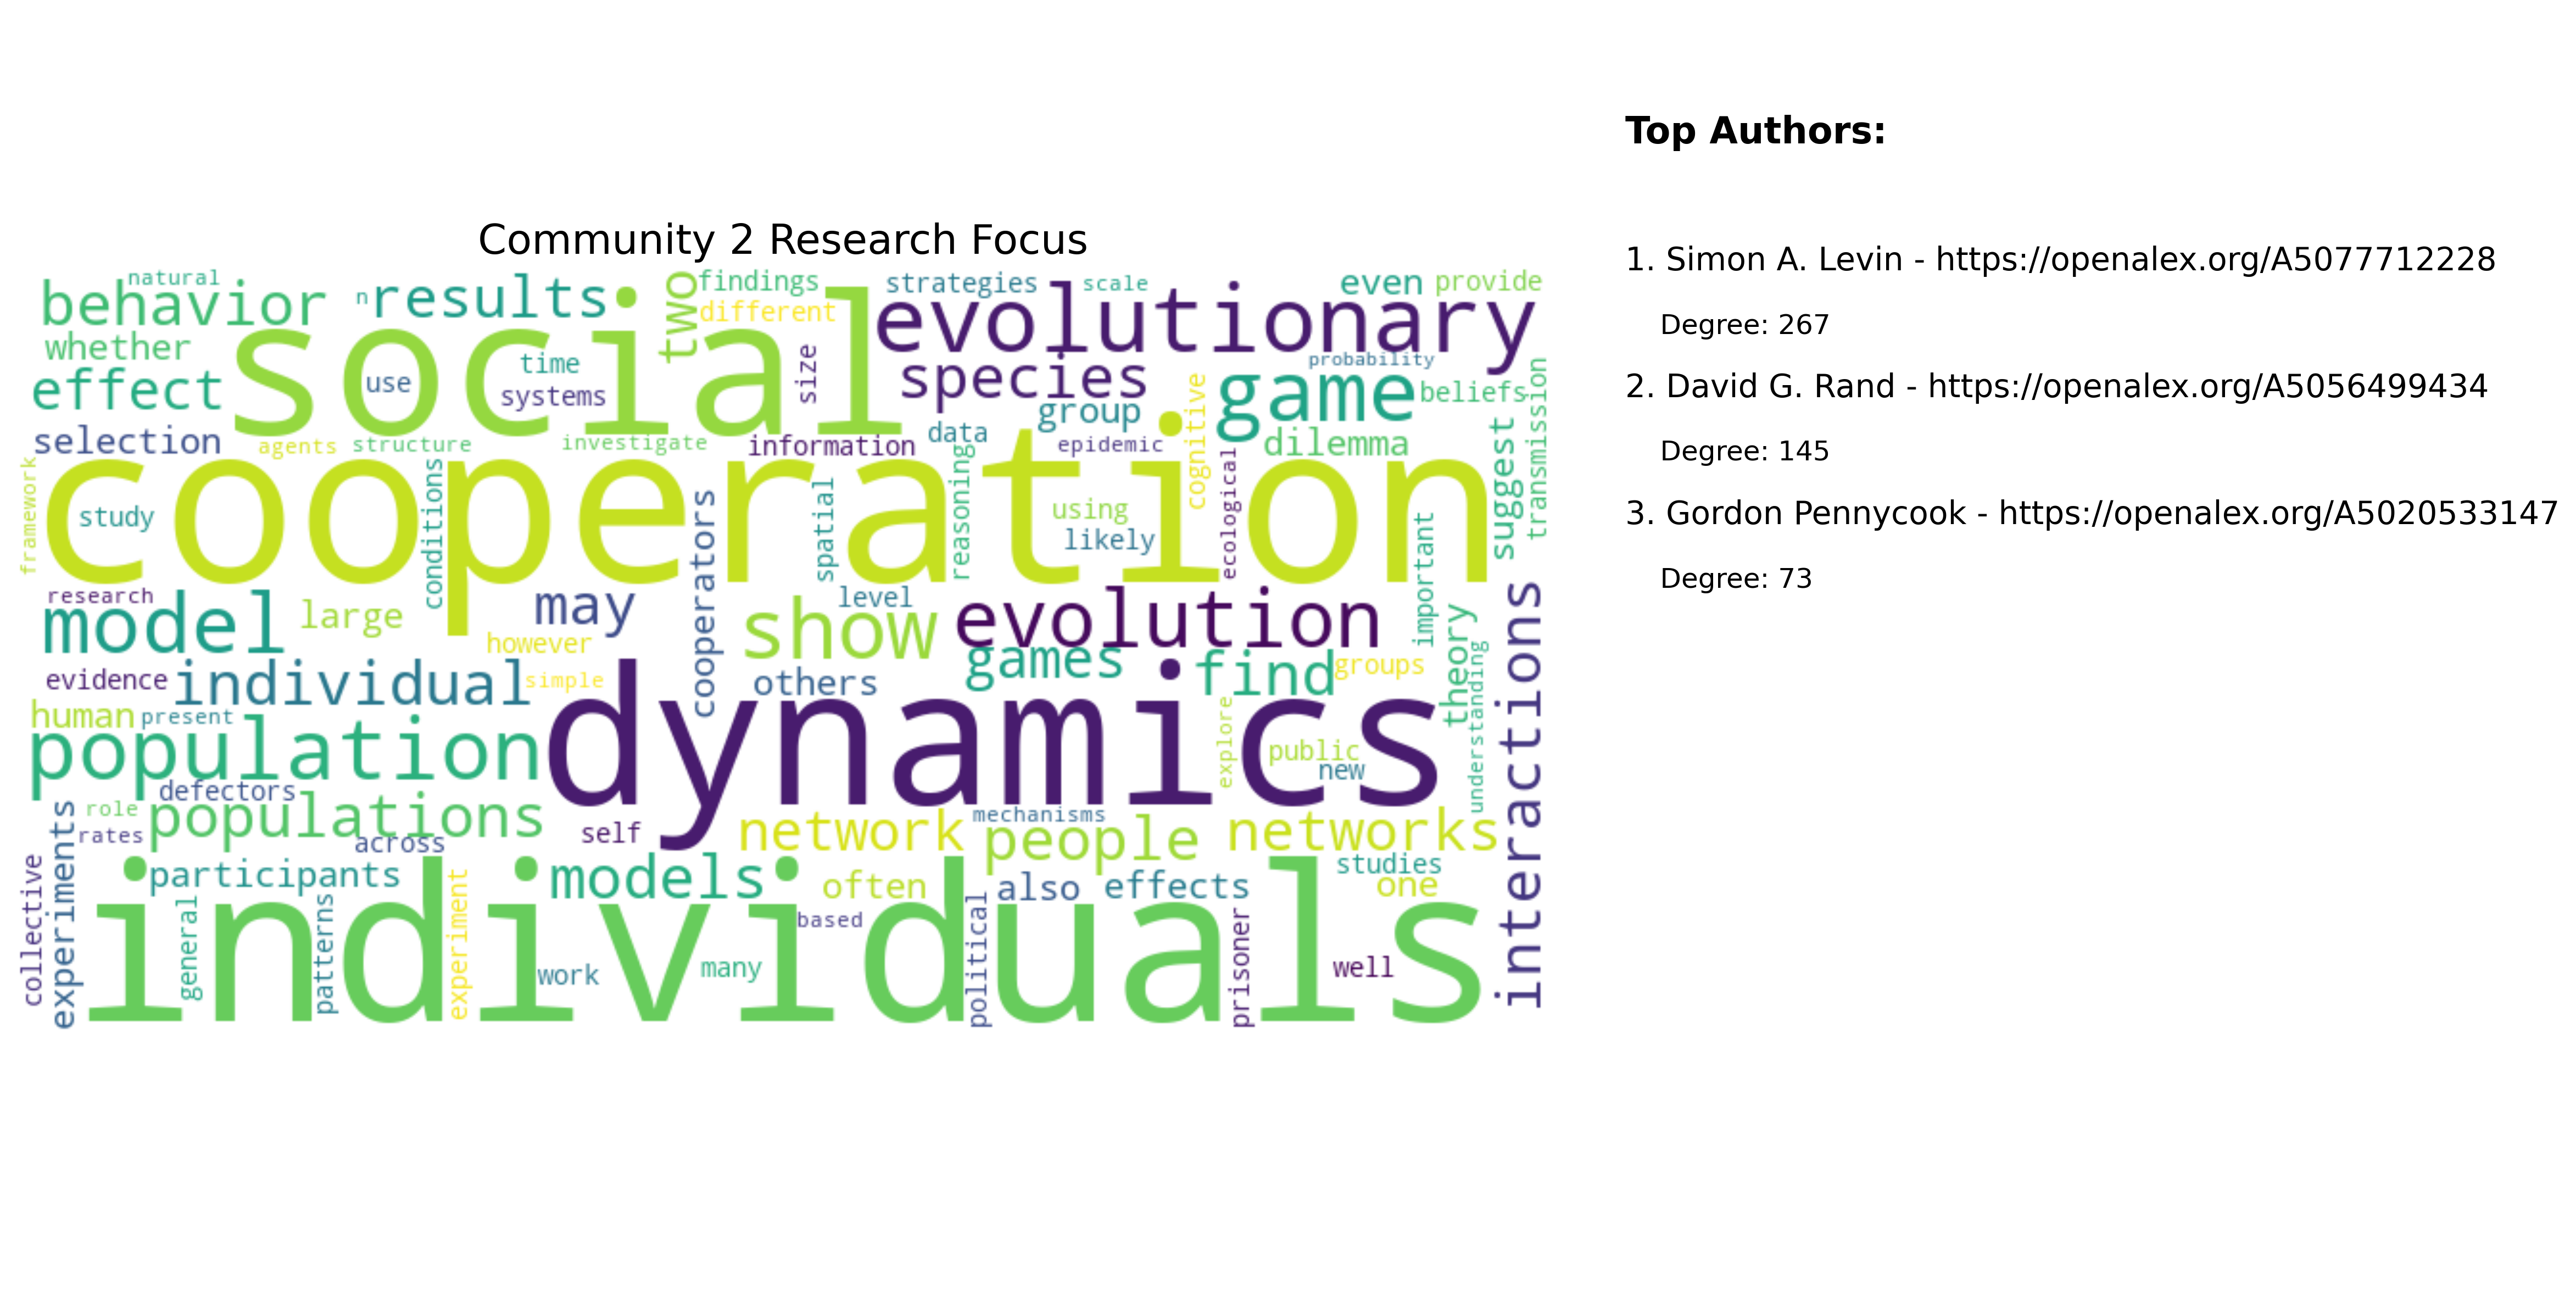 Top Authors:
Community 2 Research Focus
1. Simon A. Levin - https://openalex.org/A5077712228
Degree: 267
2. David G. Rand - https://openalex.org/A5056499434
Degree: 145
3. Gordon Pennycook - https://openalex.org/A5020533147
Degree: 73
natural
behavior
n
results
two
findings
different
strategies
scale
even
provide
whether
social
evolutionary
effect
use
time
systems
size
species
probability
game
beliefs
transmission
group
cognitive
selection
agents
structure
investigate
information
data
epidemic
dilemma
suggest
framework
cooperation
study
conditions
cooperators
spatial
reasoning
using
likely
ecological
important
research
model
large
may
however
level
show
evolution
games
find
groups
theory
understanding
interactions
evidence
individual
simple
others
human
present
population
dynamics
explore
public
new
defectors
role
rates
populations
across
self
network
mechanisms
people
networks
studies
collective
experiments
participants
models
often
also
effects
one
individuals
general
patterns
experiment
work
many
based
political
prisoner
well